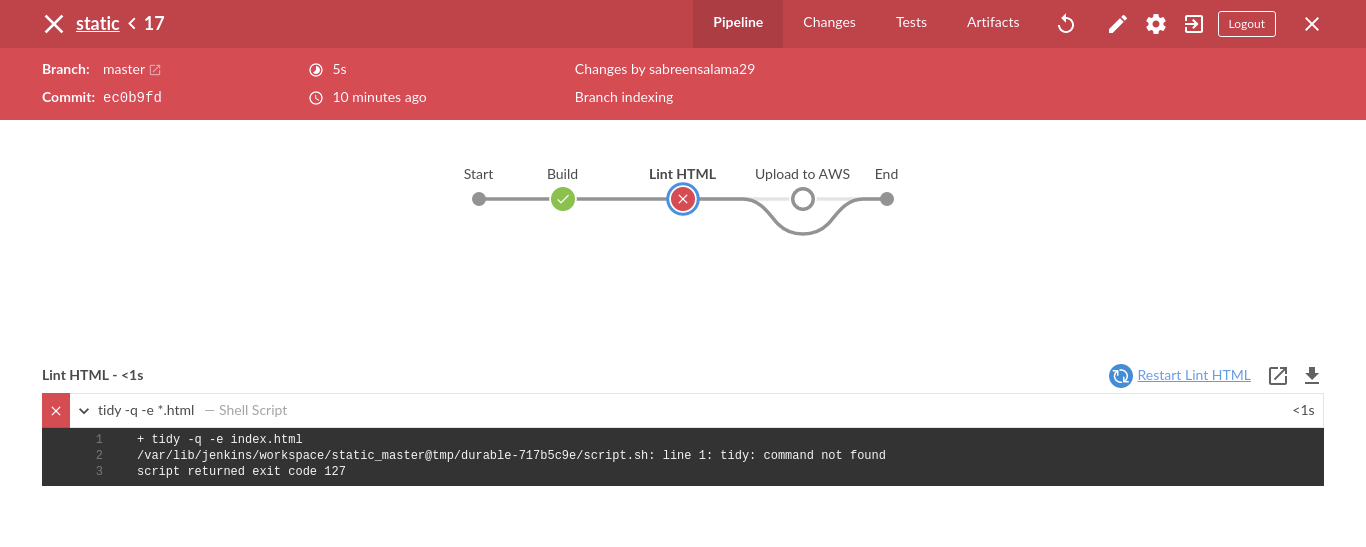 static < 17
Pipeline Changes Tests Artifacts Logout
Branch: master 5s Changes by sabreensalama29
Commit: ec0b9fd 10 minutes ago Branch indexing
Start Build Lint HTML Upload to AWS End
Lint HTML - <1s Restart Lint HTML
tidy -q -e *.html — Shell Script <1s
1 + tidy -q -e index.html
2 /var/lib/jenkins/workspace/static_master@tmp/durable-717b5c9e/script.sh: line 1: tidy: command not found
3 script returned exit code 127